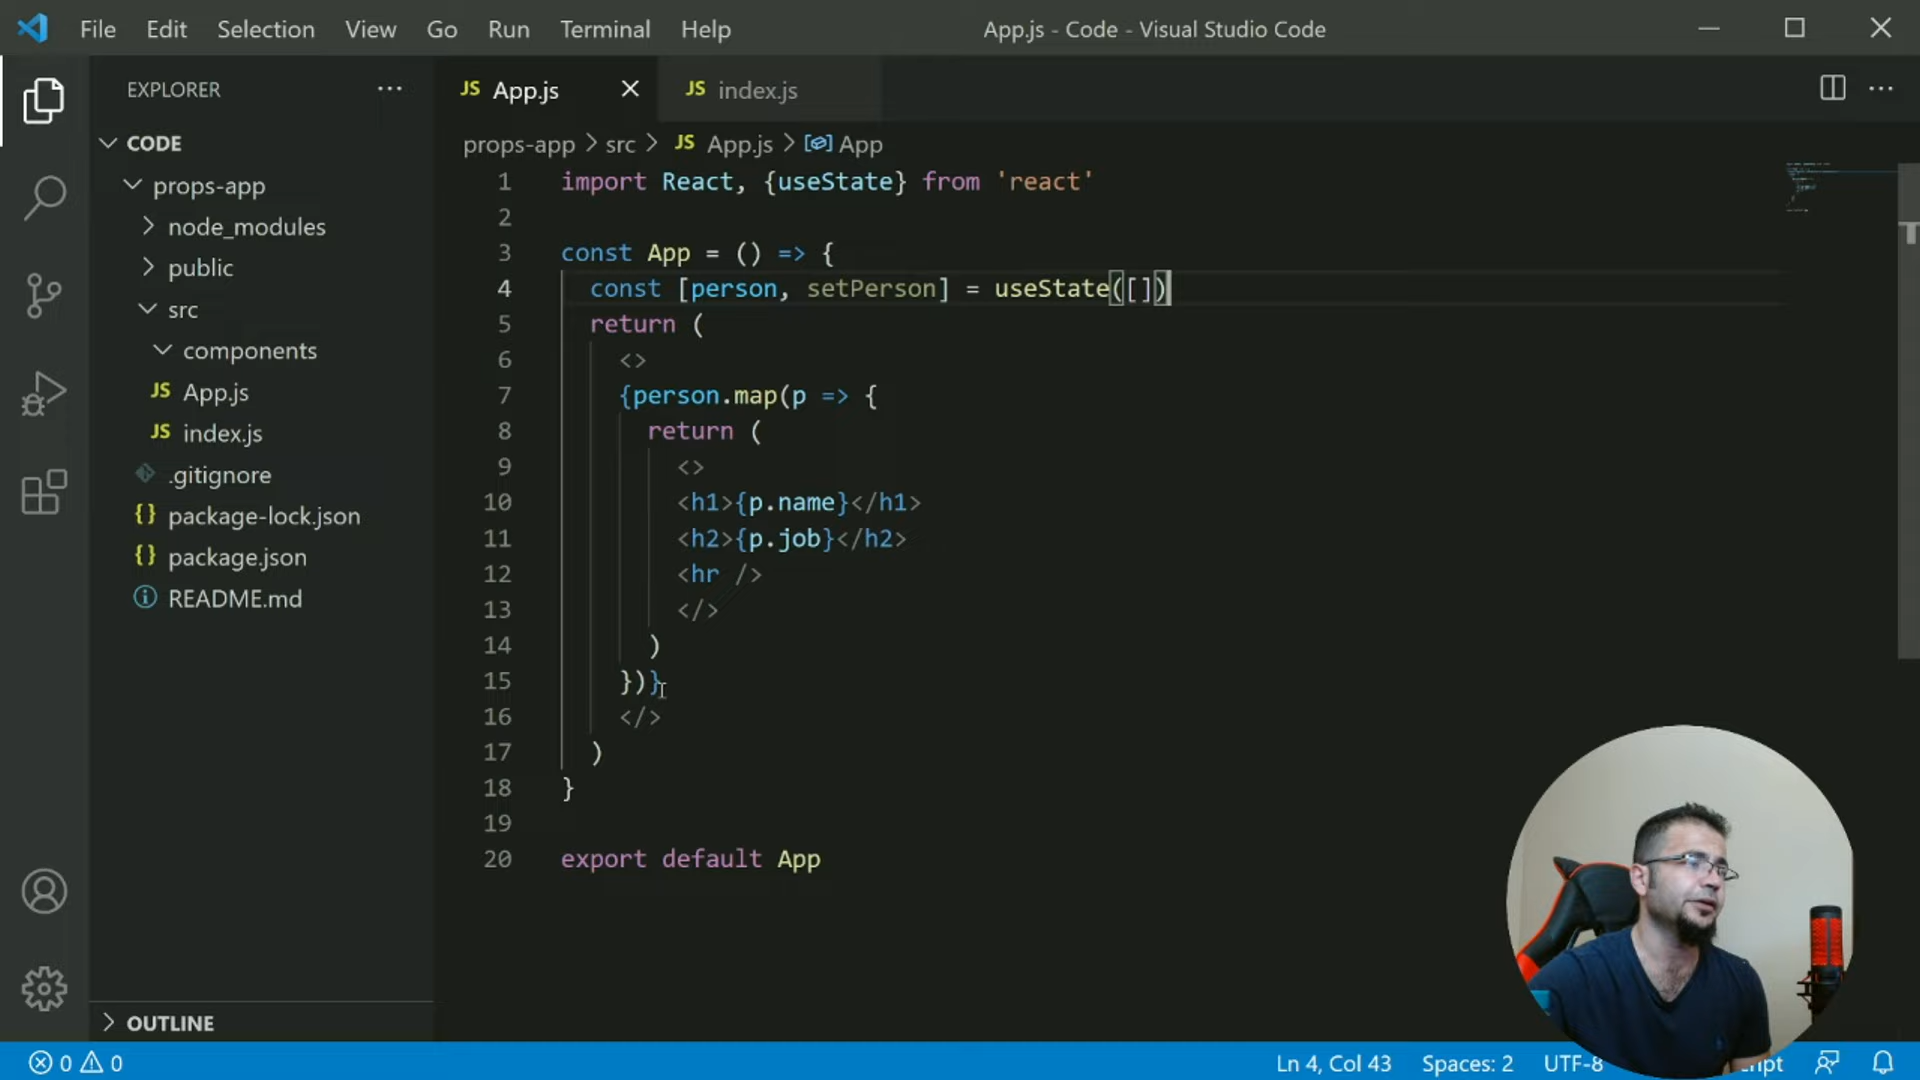 File Edit Selection View Go Run Terminal Help
App.js - Code - Visual Studio Code
EXPLORER
CODE
props-app
node_modules
public
src
components
JS App.js
JS index.js
.gitignore
{} package-lock.json
{} package.json
README.md
OUTLINE
JS App.js
JS index.js
props-app > src > JS App.js > App
1 import React, {useState} from 'react'
2
3 const App = () => {
4 const [person, setPerson] = useState([])
5 return (
6 <>
7 {person.map(p => {
8 return (
9 <>
10 <h1>{p.name}</h1>
11 <h2>{p.job}</h2>
12 <hr />
13 </>
14 )
15 })}
16 </>
17 )
18 }
19
20 export default App
0 0
Ln 4, Col 43 Spaces: 2 UTF-8